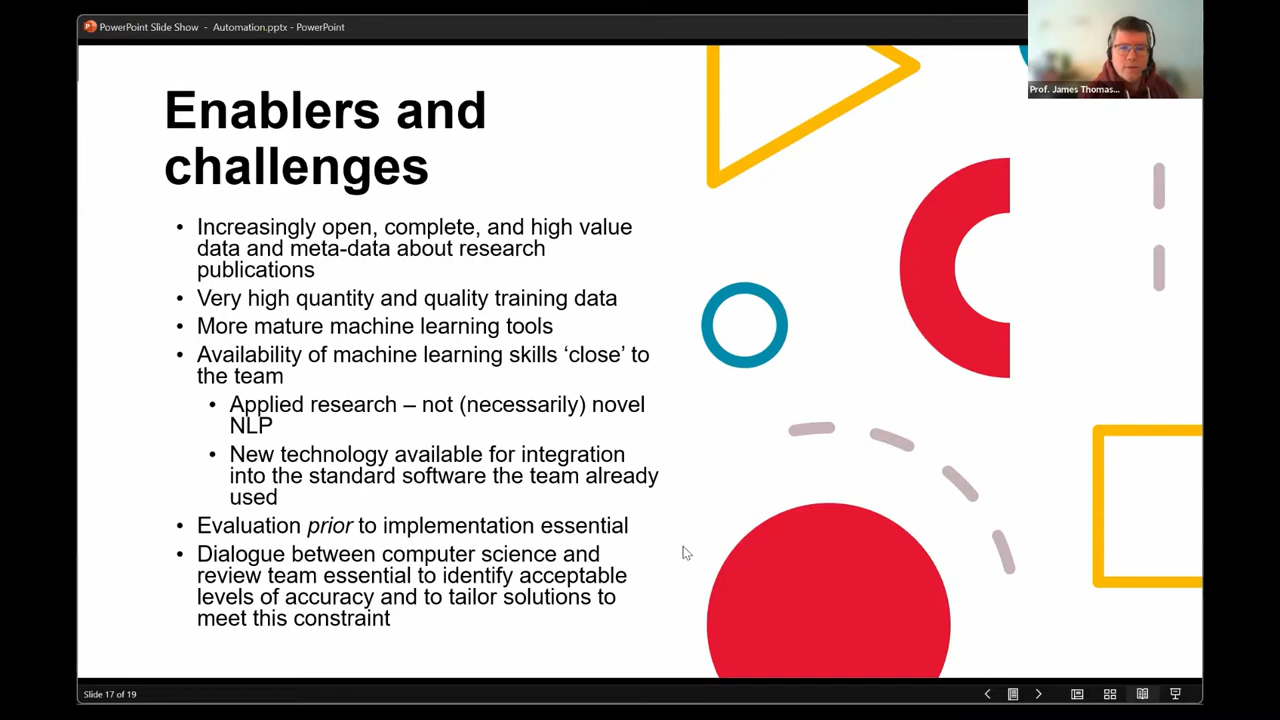 PowerPoint Slide Show - Automation.pptx - PowerPoint
Prof. James Thomas...
Enablers and
challenges
• Increasingly open, complete, and high value
data and meta-data about research
publications
• Very high quantity and quality training data
• More mature machine learning tools
• Availability of machine learning skills ‘close’ to
the team
• Applied research – not (necessarily) novel
NLP
• New technology available for integration
into the standard software the team already
used
• Evaluation prior to implementation essential
• Dialogue between computer science and
review team essential to identify acceptable
levels of accuracy and to tailor solutions to
meet this constraint
Slide 17 of 19